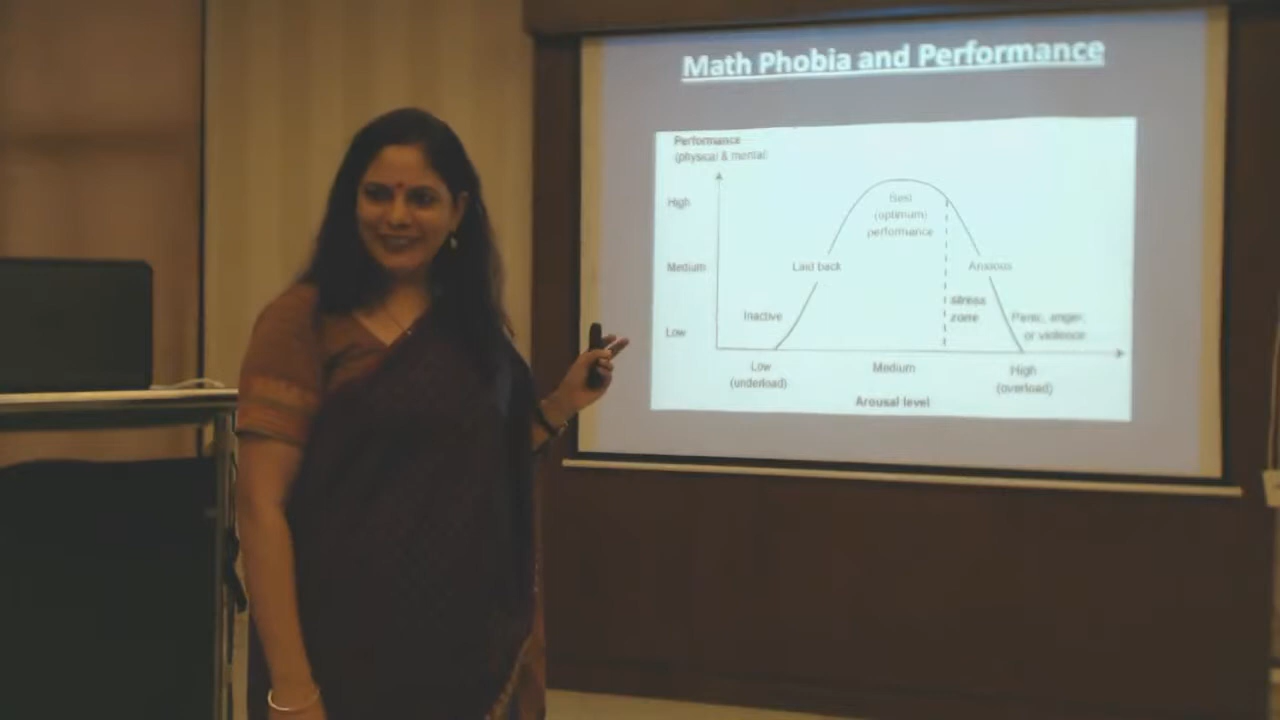 Math Phobia and Performance
Performance
(physical & mental)
High
Best
(optimum)
performance
Medium
Laid back
Anxious
Inactive
stress
zone
Panic, anger,
or violence
Low
Low
(underload)
Medium
High
(overload)
Arousal level